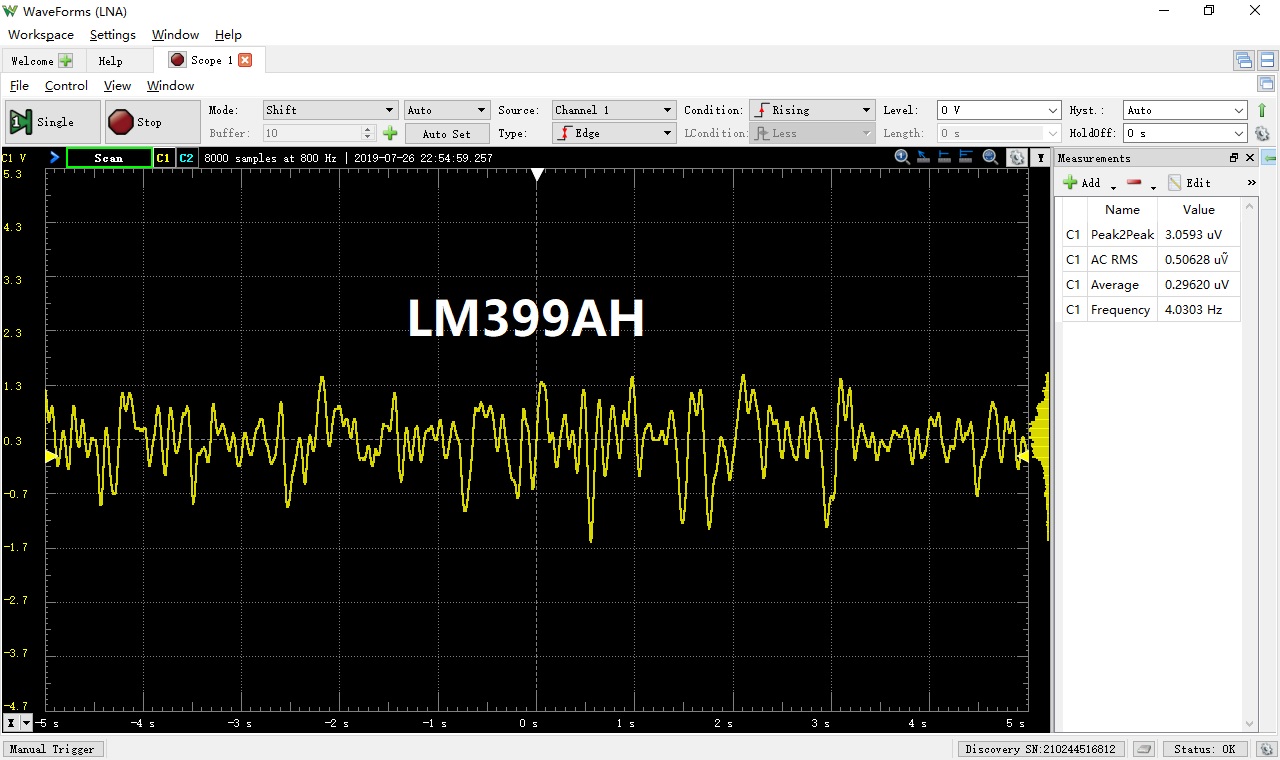 WaveForms (LNA)
Workspace Settings Window Help
Welcome Help Scope 1
File Control View Window
Single Stop Mode: Shift Auto Source: Channel 1 Condition: Rising Level: 0 V Hyst.: Auto
Buffer: 10 Auto Set Type: Edge LCondition: Less Length: 0 s HoldOff: 0 s
C1 V Scan C1 C2 8000 samples at 800 Hz | 2019-07-26 22:54:59.257
Measurements
Add Edit »
Name Value
C1 Peak2Peak 3.0593 uV
C1 AC RMS 0.50628 uṼ
C1 Average 0.29620 uV
C1 Frequency 4.0303 Hz
5.3
4.3
3.3
2.3
1.3
0.3
-0.7
-1.7
-2.7
-3.7
-4.7
LM399AH
X -5 s -4 s -3 s -2 s -1 s 0 s 1 s 2 s 3 s 4 s 5 s
Y
Manual Trigger Discovery SN:210244516812 Status: OK